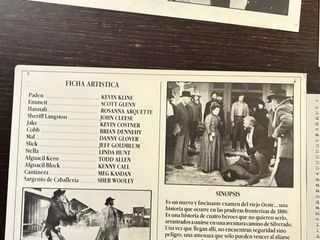 FICHA ARTISTICA
Paden KEVIN KLINE
Emmett SCOTT GLENN
Hannah ROSANNA ARQUETTE
Sheriff Langston JOHN CLEESE
Jake KEVIN COSTNER
Cobb BRIAN DENNEHY
Mal DANNY GLOVER
Slick JEFF GOLDBLUM
Stella LINDA HUNT
Alguacil Kern TODD ALLEN
Alguacil Block KENNY CALL
Cantinera MEG KASDAN
Sargento de Caballería SHEB WOOLEY
SINOPSIS
Es un nuevo y fascinante examen del viejo Oeste... una
historia que ocurre en las praderas fronterizas de 1880.
Es una historia de cuatro héroes que no quieren serlo,
arrastrados a unirse en una tumultuosa camino de Silverado.
Una vez que llegan allí, no encuentran seguridad sino
peligro, una amenaza que sólo pueden vencer al